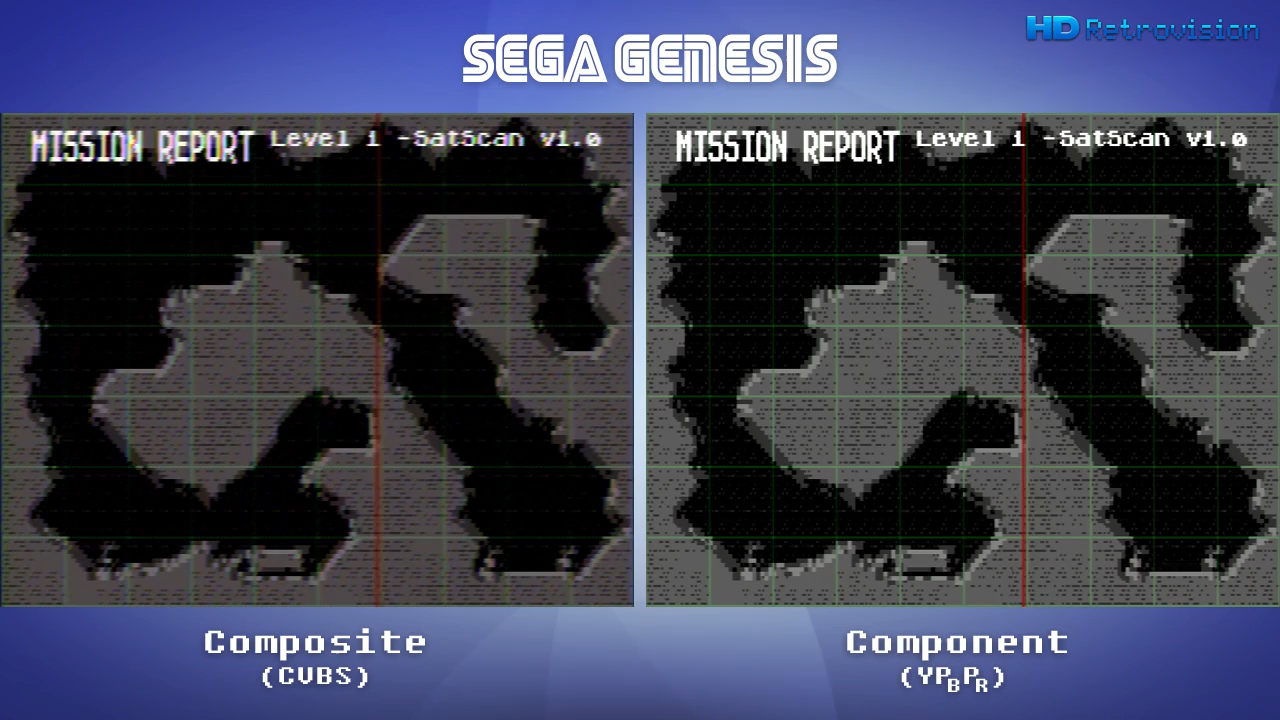 HD Retrovision
SEGA GENESIS
MISSION REPORT Level 1 -SatScan v1.0
MISSION REPORT Level 1 -SatScan v1.0
Composite
(CVBS)
Component
(YPBPR)